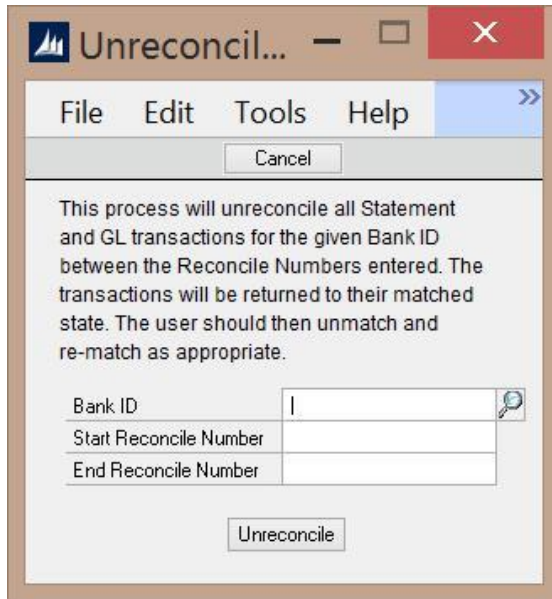 Unreconcil...
File Edit Tools Help
Cancel
This process will unreconcile all Statement
and GL transactions for the given Bank ID
between the Reconcile Numbers entered. The
transactions will be returned to their matched
state. The user should then unmatch and
re-match as appropriate.
Bank ID
Start Reconcile Number
End Reconcile Number
Unreconcile